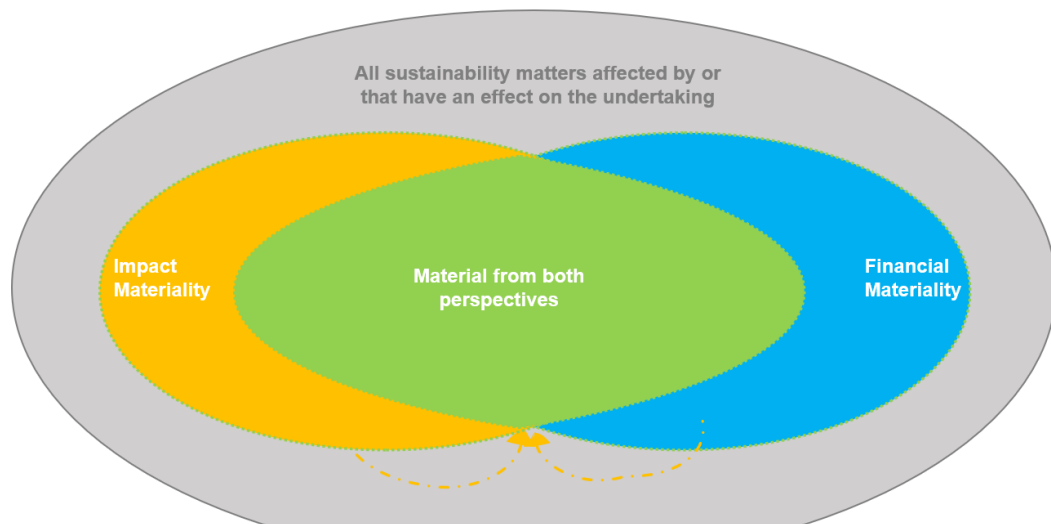 All sustainability matters affected by or
that have an effect on the undertaking
Impact
Materiality
Material from both
perspectives
Financial
Materiality